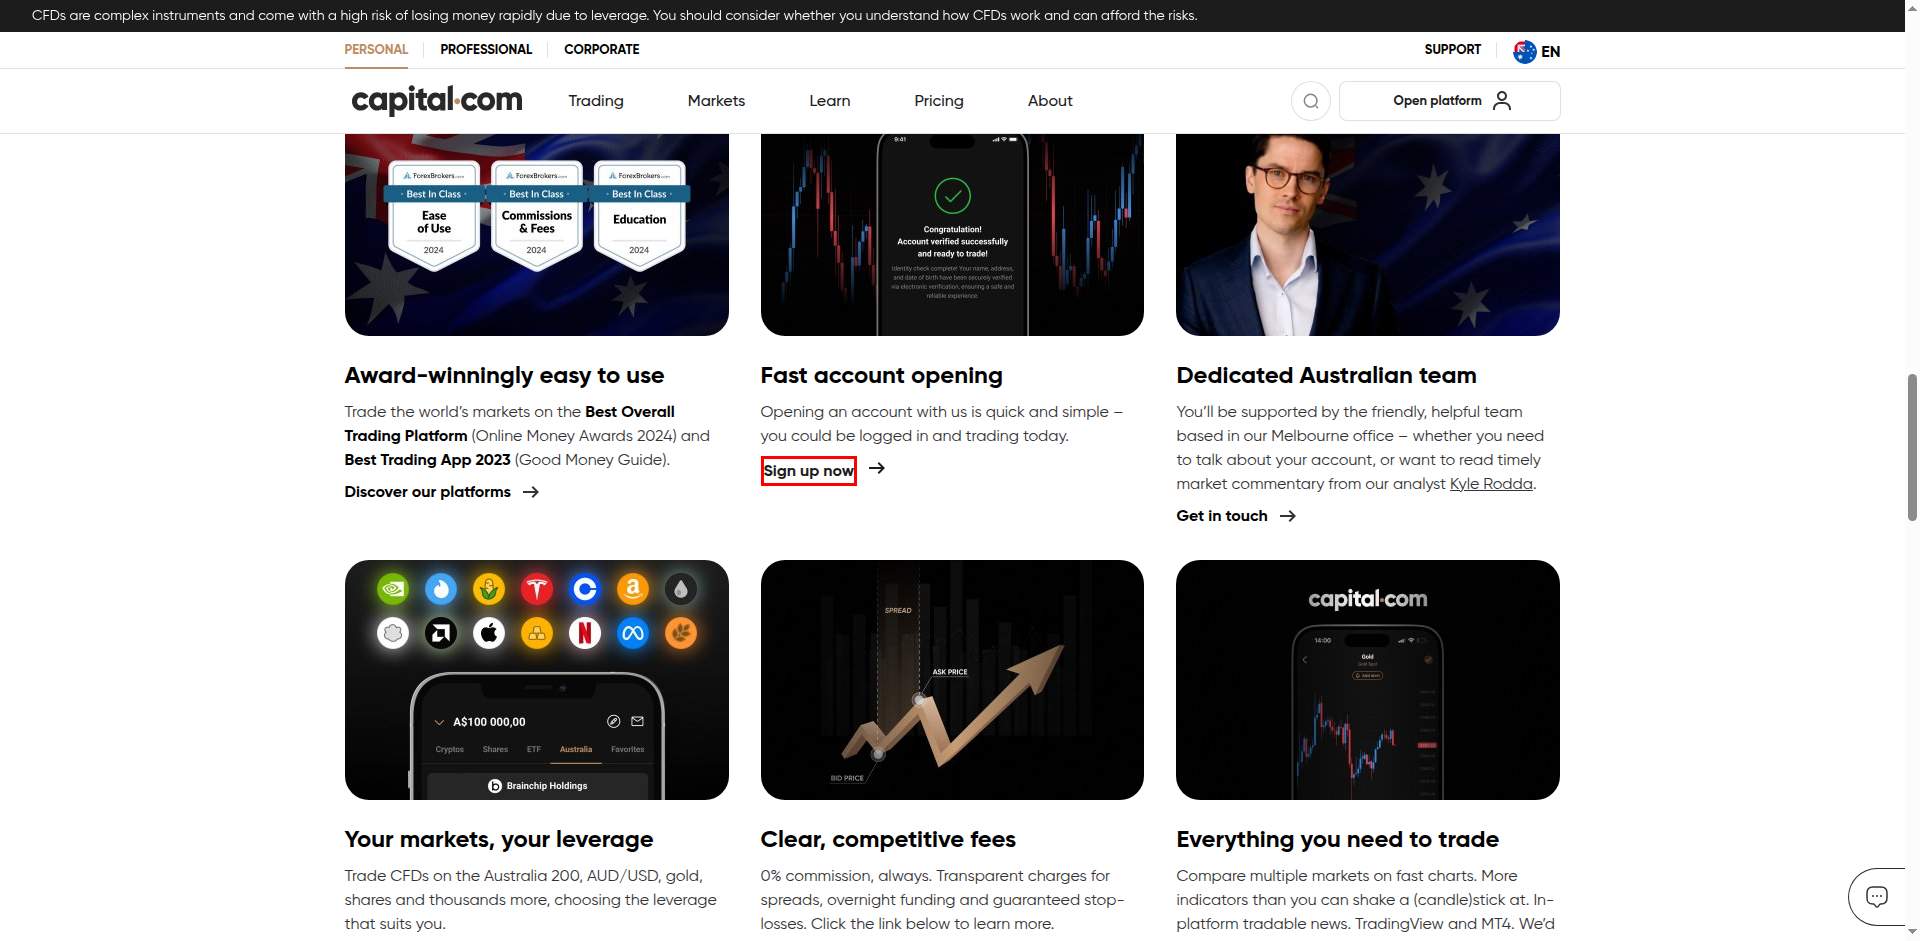 CFDs are complex instruments and come with a high risk of losing money rapidly due to leverage. You should consider whether you understand how CFDs work and can afford the risks.
PERSONAL
PROFESSIONAL
CORPORATE
SUPPORT
EN
capital.com
Trading
Markets
Learn
Pricing
About
Open platform
ForexBrokers.com
Best In Class
Ease
of Use
2024
ForexBrokers.com
Best In Class
Commissions
& Fees
2024
ForexBrokers.com
Best In Class
Education
2024
9:41
Congratulation!
Account verified successfully
and ready to trade!
Identity check complete! Your name, address,
and date of birth have been securely verified
via electronic verification, ensuring a safe and
reliable experience.
Award-winningly easy to use
Trade the world's markets on the Best Overall
Trading Platform (Online Money Awards 2024) and
Best Trading App 2023 (Good Money Guide).
Discover our platforms
Fast account opening
Opening an account with us is quick and simple –
you could be logged in and trading today.
Sign up now
Dedicated Australian team
You'll be supported by the friendly, helpful team
based in our Melbourne office – whether you need
to talk about your account, or want to read timely
market commentary from our analyst Kyle Rodda.
Get in touch
A$100 000,00
Cryptos
Shares
ETF
Australia
Favorites
Brainchip Holdings
SPREAD
ASK PRICE
BID PRICE
capital.com
14:00
Gold
Gold Spot
Add alert
Your markets, your leverage
Trade CFDs on the Australia 200, AUD/USD, gold,
shares and thousands more, choosing the leverage
that suits you.
Clear, competitive fees
0% commission, always. Transparent charges for
spreads, overnight funding and guaranteed stop-
losses. Click the link below to learn more.
Everything you need to trade
Compare multiple markets on fast charts. More
indicators than you can shake a (candle)stick at. In-
platform tradable news. TradingView and MT4. We'd